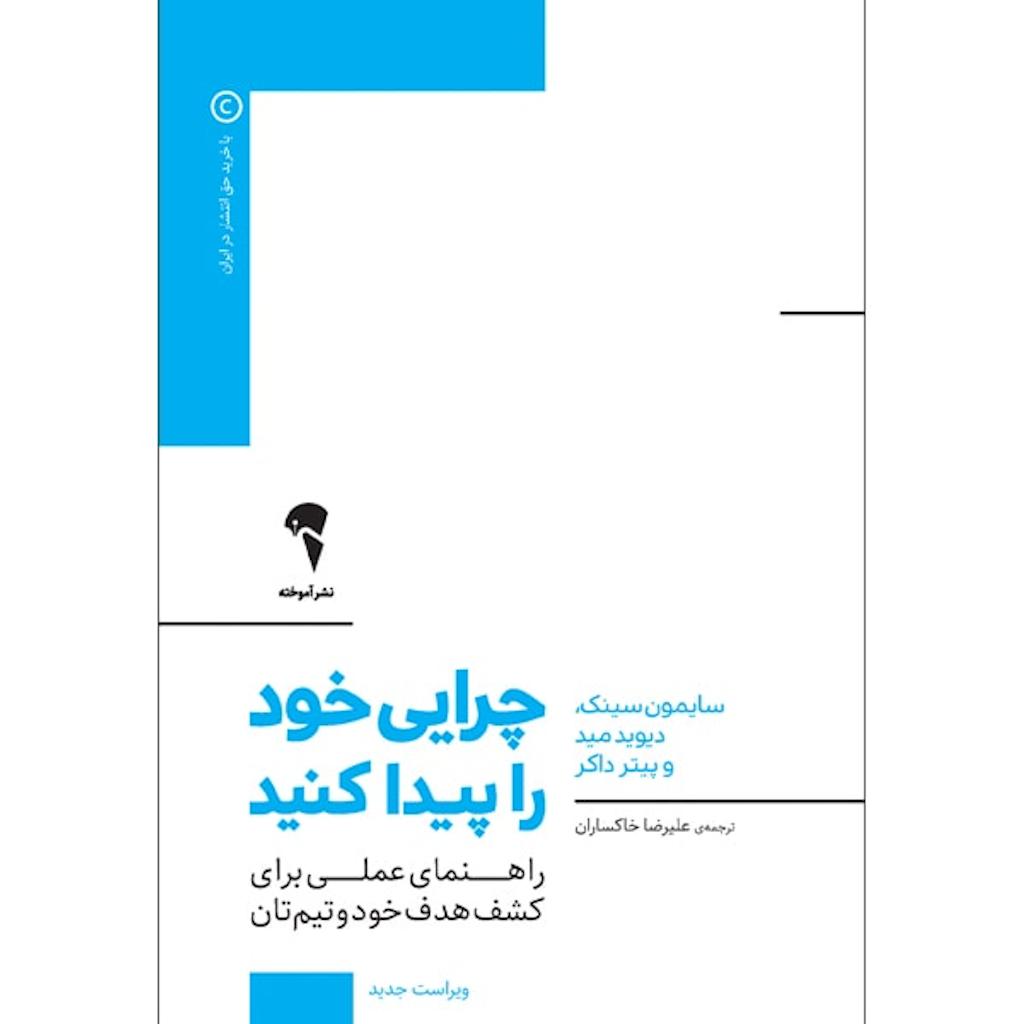 ©
با خرید حق انتشار در ایران
نشر آموخته
چرایی خود
را پیدا کنید
راهنمای عملی برای
کشف هدف خود و تیم‌تان
سایمون سینک،
دیوید مید
و پیتر داکر
ترجمه‌ی علیرضا خاکساران
ویراست جدید